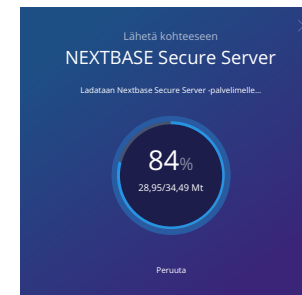 Lähetä kohteeseen
NEXTBASE Secure Server
Ladataan Nextbase Secure Server -palvelimelle...
84%
28,95/34,49 Mt
Peruuta